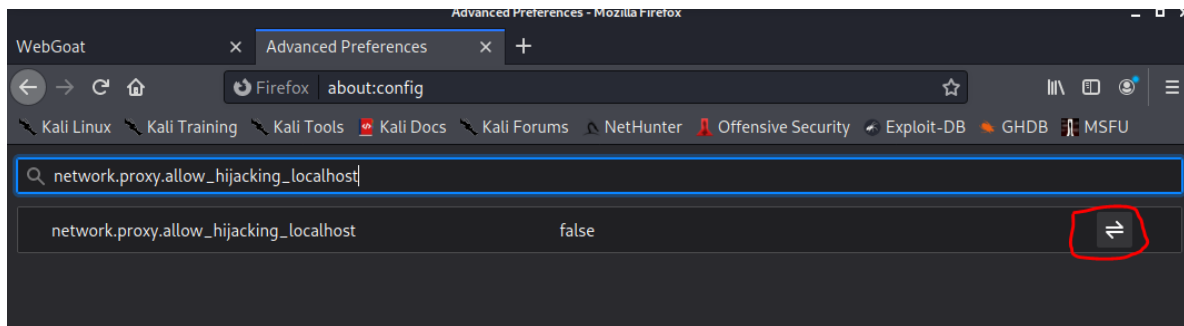 Advanced Preferences - Mozilla Firefox
WebGoat Advanced Preferences
Firefox about:config
Kali Linux Kali Training Kali Tools Kali Docs Kali Forums NetHunter Offensive Security Exploit-DB GHDB MSFU
network.proxy.allow_hijacking_localhost
network.proxy.allow_hijacking_localhost false